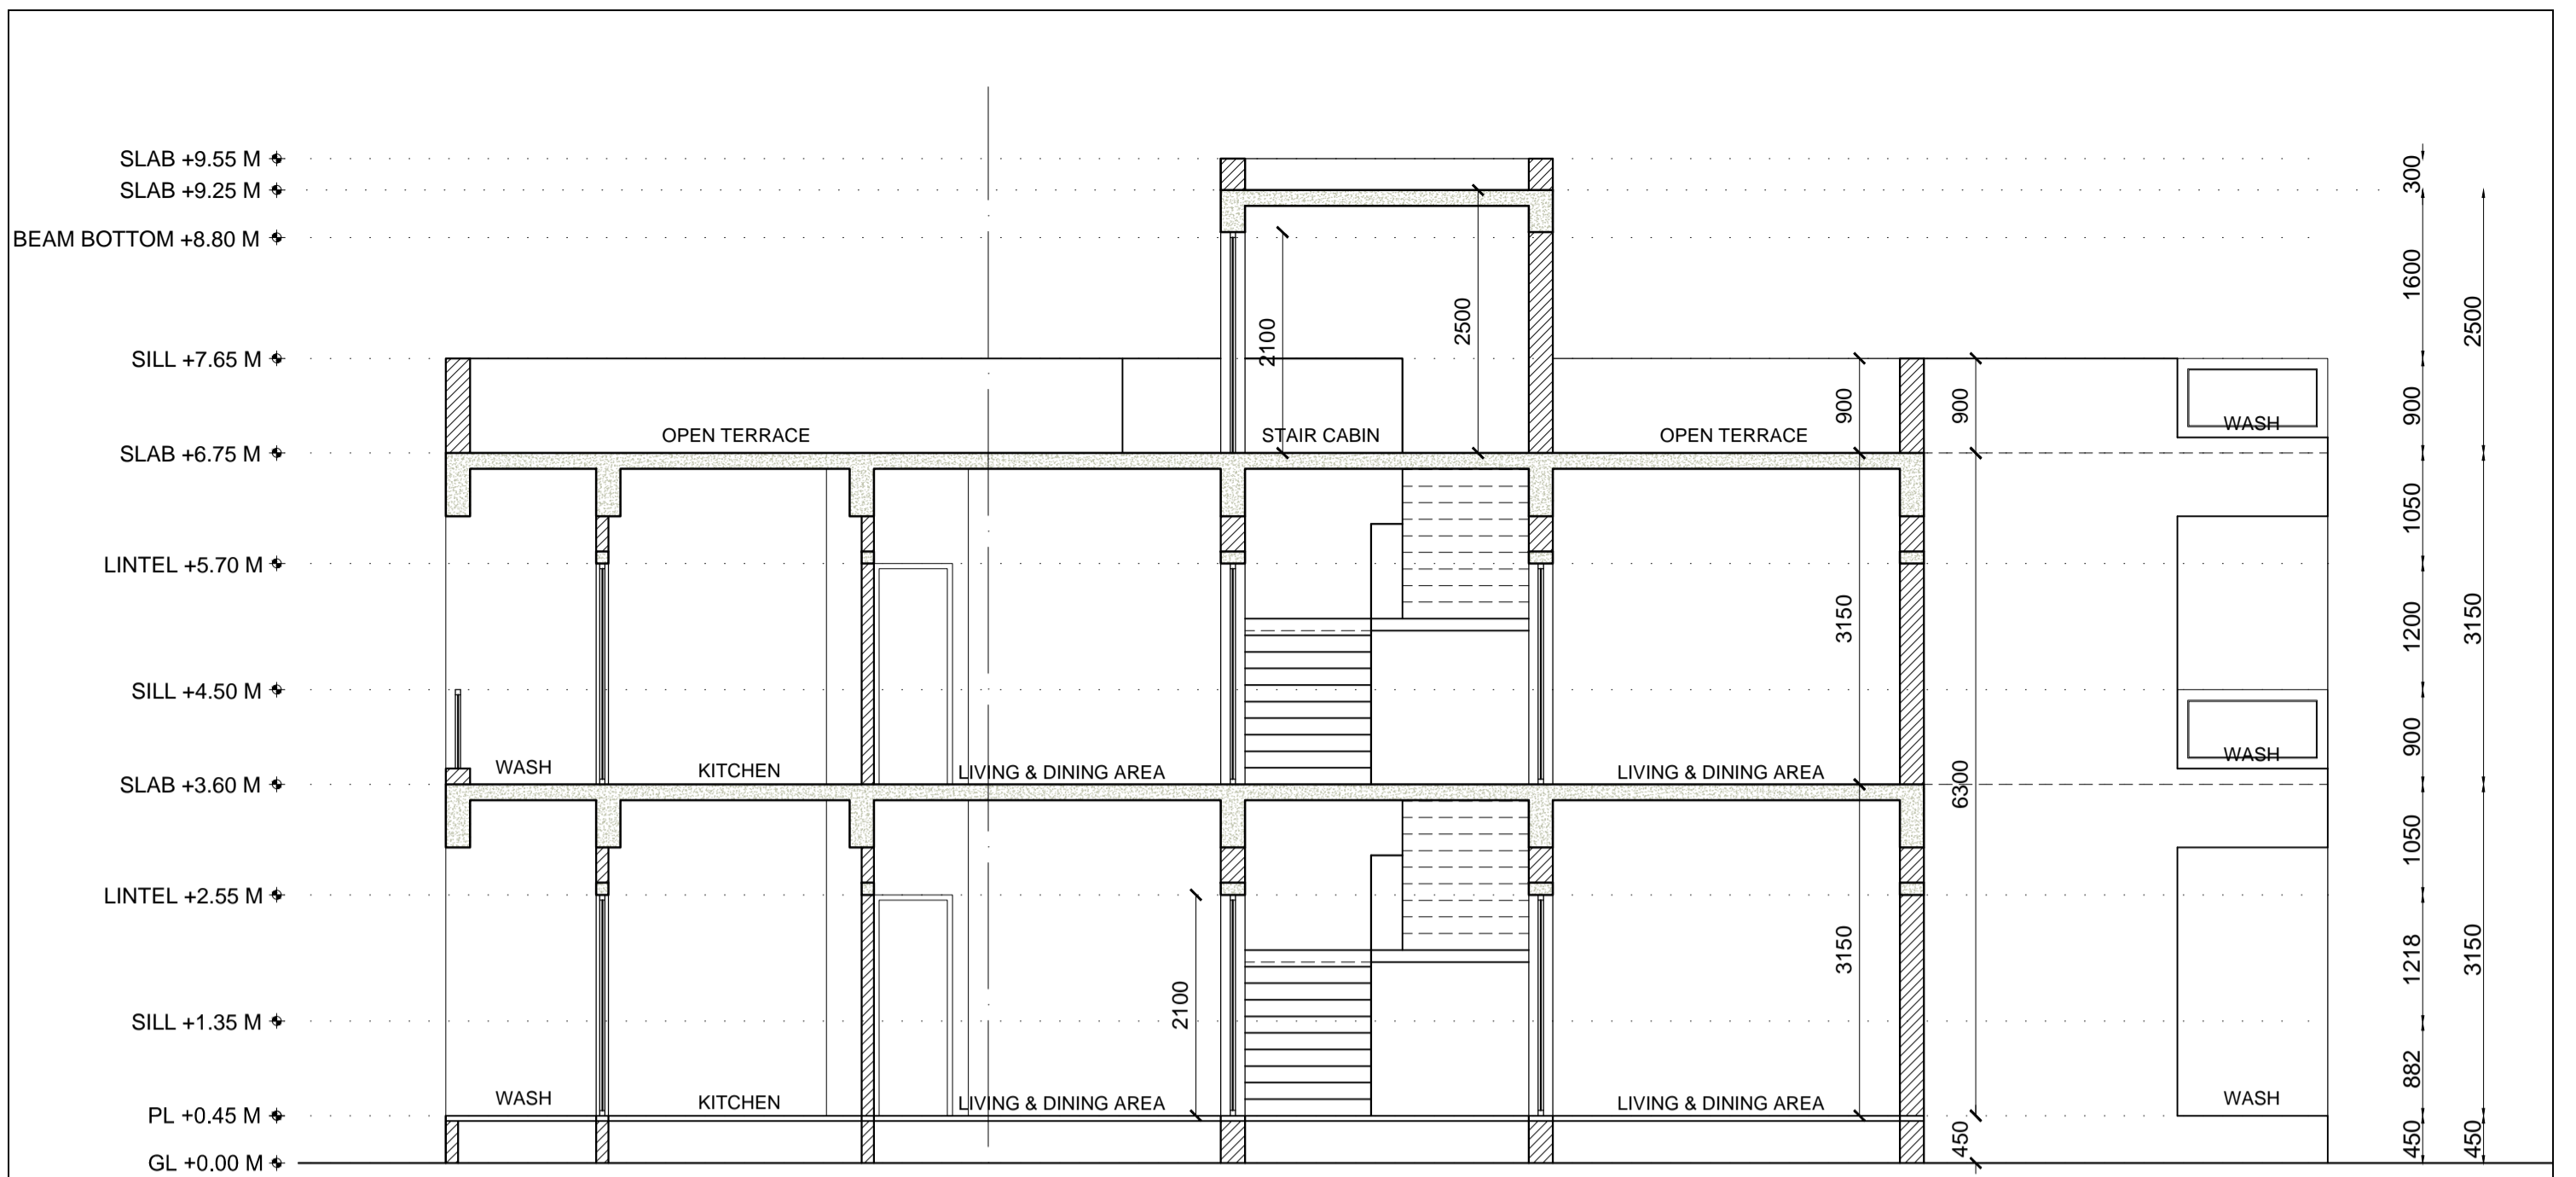 SLAB +9.55 M
300
SLAB +9.25 M
BEAM BOTTOM +8.80 M
1600
2500
2500
2100
SILL +7.65 M
900
900
900
OPEN TERRACE
STAIR CABIN
OPEN TERRACE
WASH
SLAB +6.75 M
1050
LINTEL +5.70 M
3150
1200
3150
SILL +4.50 M
900
WASH
WASH
KITCHEN
LIVING & DINING AREA
LIVING & DINING AREA
SLAB +3.60 M
6300
1050
LINTEL +2.55 M
3150
1218
3150
2100
SILL +1.35 M
882
WASH
KITCHEN
LIVING & DINING AREA
LIVING & DINING AREA
WASH
PL +0.45 M
450
450
450
GL +0.00 M